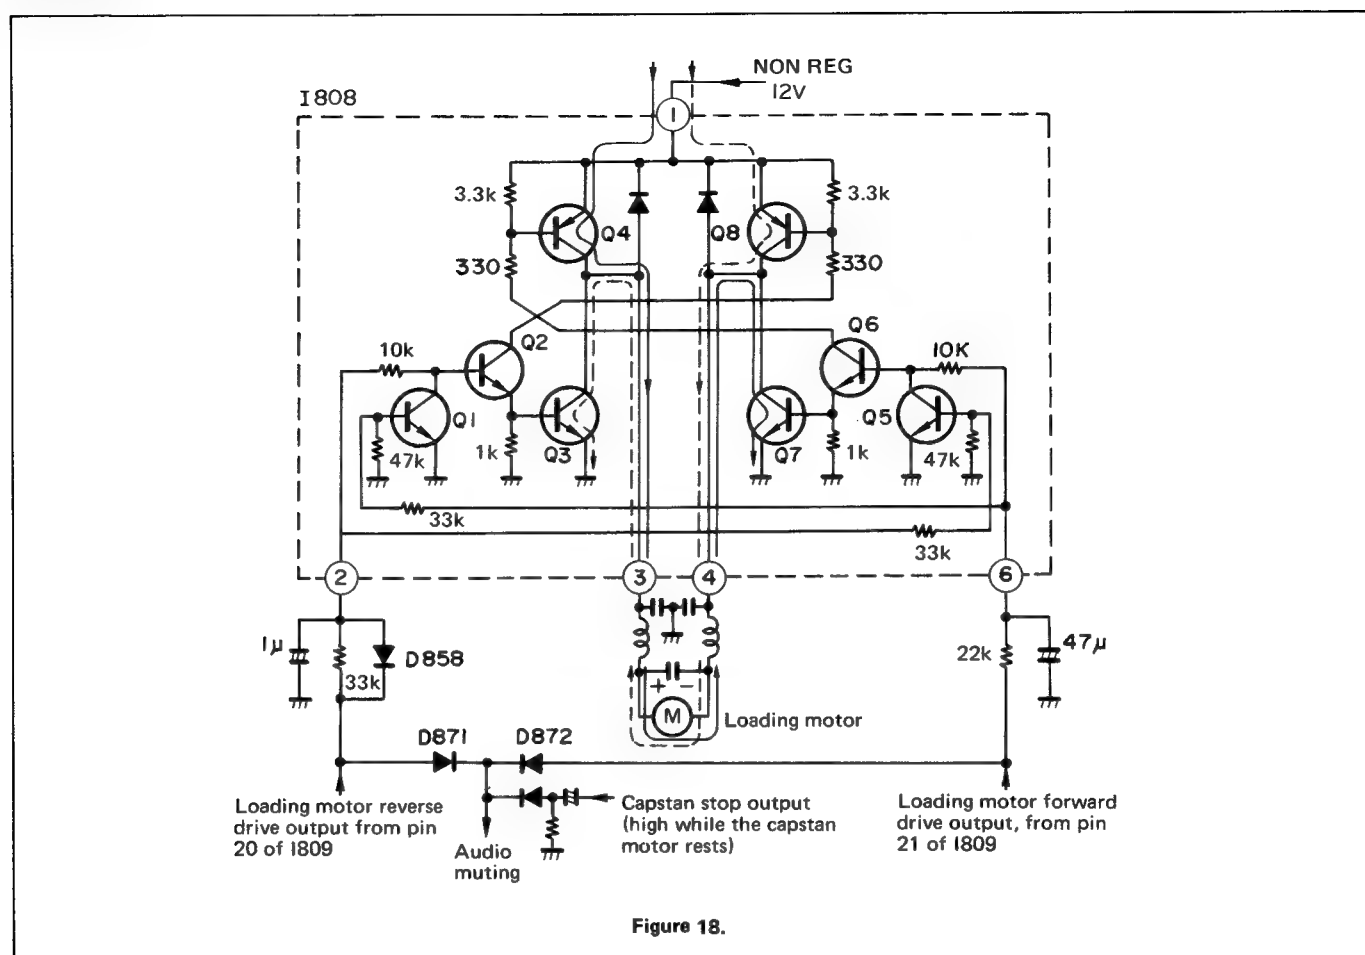 NON REG
12V
I808
1
3.3k
3.3k
Q4
Q8
330
330
Q2
Q6
10k
10K
Q1
Q5
47k
1k
Q3
Q7
1k
47k
33k
33k
2
3
4
6
1μ
33k
D858
22k
47μ
+ −
M
Loading motor
D871
D872
Loading motor reverse
drive output from pin
20 of I809
Audio
muting
Capstan stop output
(high while the capstan
motor rests)
Loading motor forward
drive output, from pin
21 of I809
Figure 18.